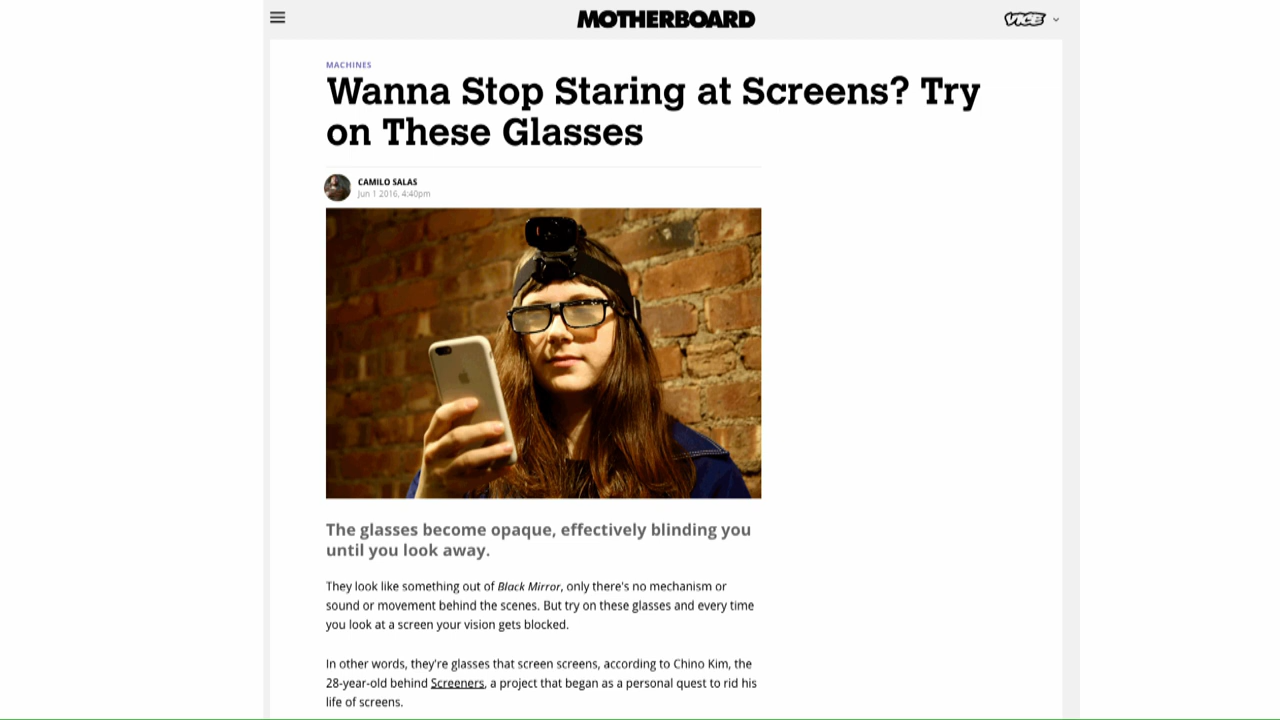 MOTHERBOARD
VICE
MACHINES
Wanna Stop Staring at Screens? Try
on These Glasses
CAMILO SALAS
Jun 1 2016, 4:40pm
The glasses become opaque, effectively blinding you
until you look away.
They look like something out of Black Mirror, only there's no mechanism or
sound or movement behind the scenes. But try on these glasses and every time
you look at a screen your vision gets blocked.
In other words, they're glasses that screen screens, according to Chino Kim, the
28-year-old behind Screeners, a project that began as a personal quest to rid his
life of screens.